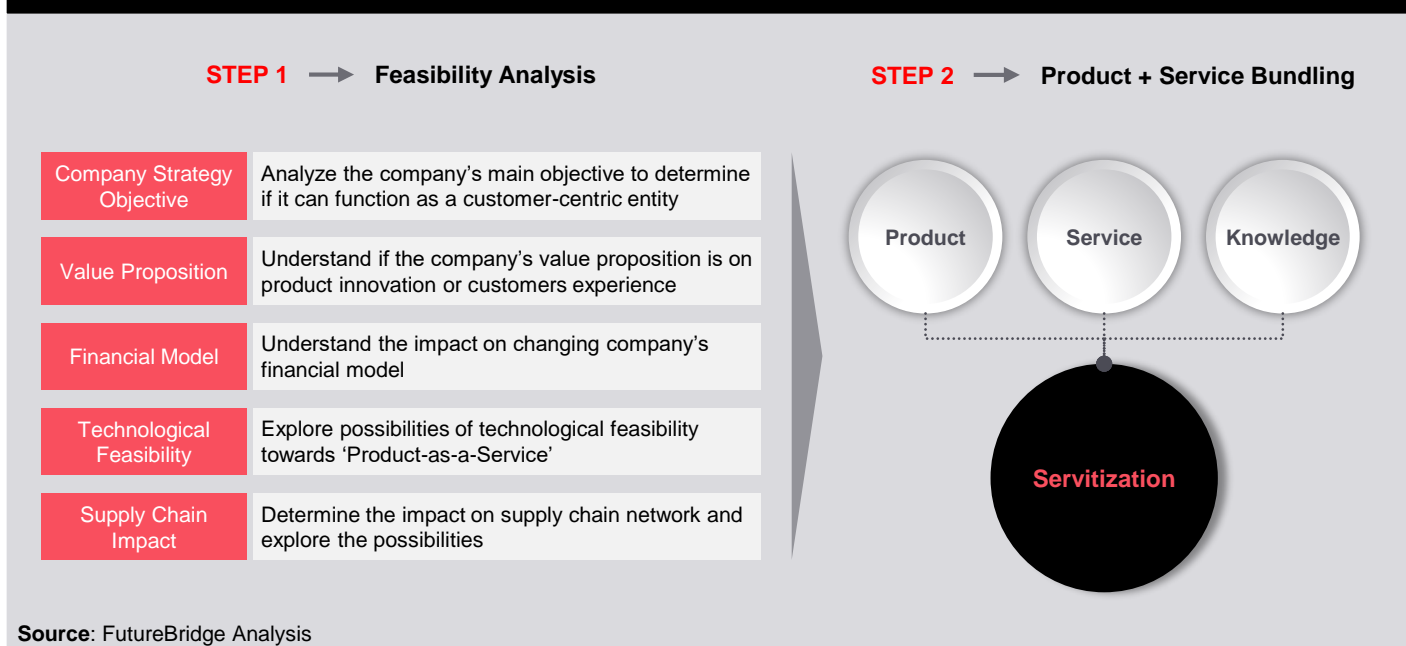 STEP 1 Feasibility Analysis
STEP 2 Product + Service Bundling
Company Strategy
Objective
Analyze the company's main objective to determine
if it can function as a customer-centric entity
Value Proposition
Understand if the company's value proposition is on
product innovation or customers experience
Financial Model
Understand the impact on changing company's
financial model
Technological
Feasibility
Explore possibilities of technological feasibility
towards ‘Product-as-a-Service’
Supply Chain
Impact
Determine the impact on supply chain network and
explore the possibilities
Product
Service
Knowledge
Servitization
Source: FutureBridge Analysis